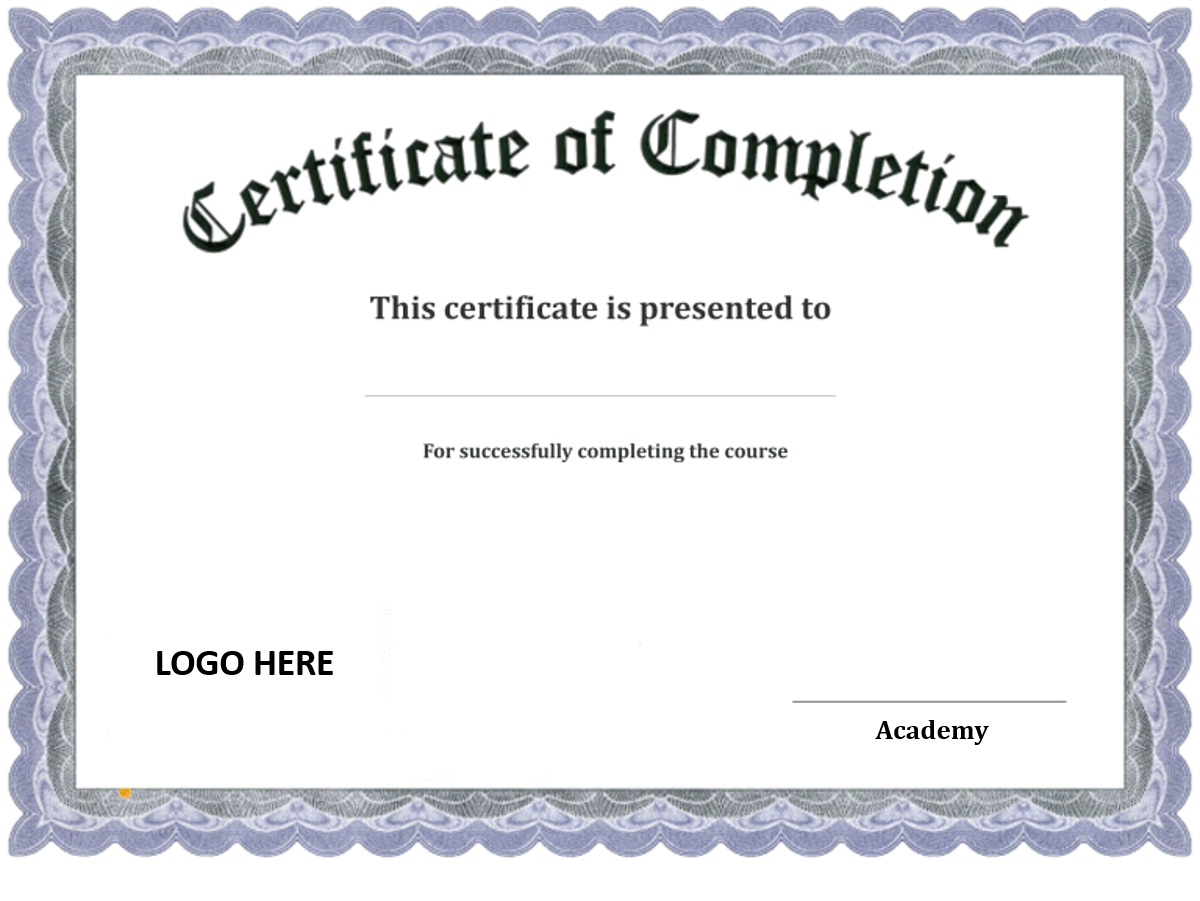 Certificate of Completion
This certificate is presented to
For successfully completing the course
LOGO HERE
Academy